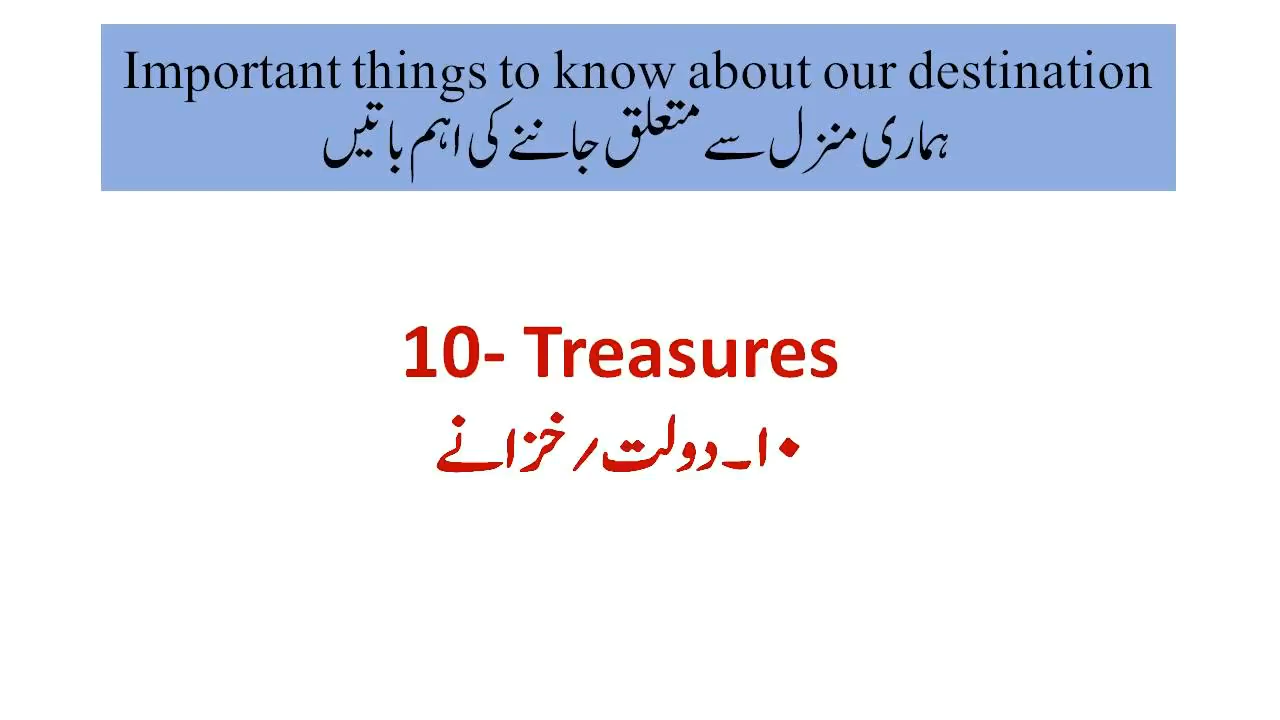 Important things to know about our destination
ہماری منزل سے متعلق جاننے کی اہم باتیں
10- Treasures
۱۰۔دولت؍ خزانے